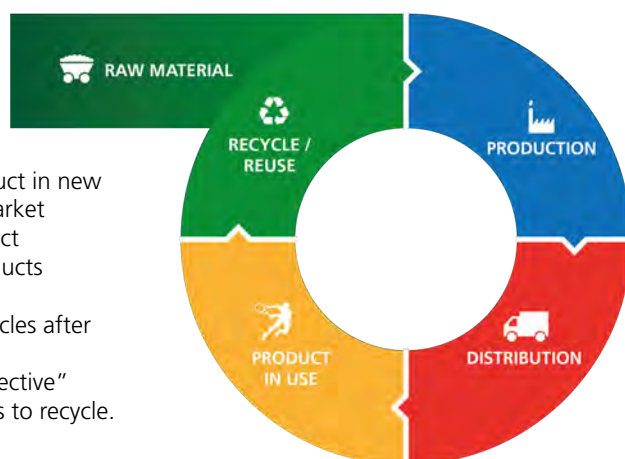 RAW MATERIAL
RECYCLE /
REUSE
PRODUCTION
uct in new
arket
ct
ucts
cles after
PRODUCT
IN USE
DISTRIBUTION
ective”
s to recycle.